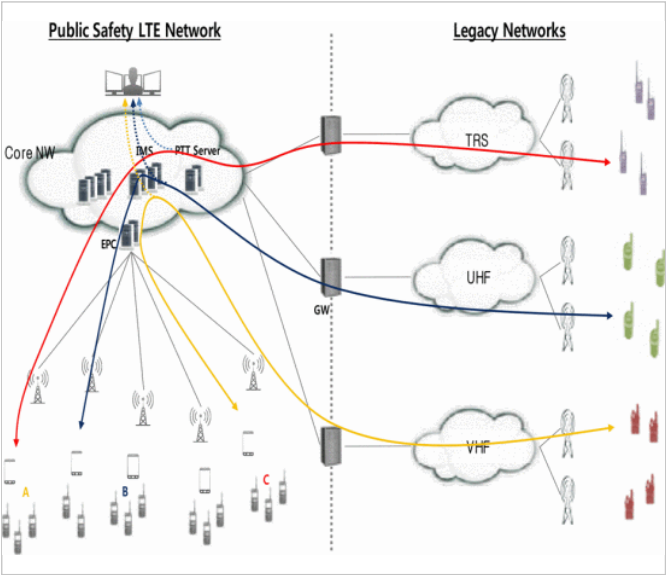 Public Safety LTE Network
Legacy Networks
Core NW
IMS
PTT Server
TRS
EPC
UHF
GW
VHF
A
B
C